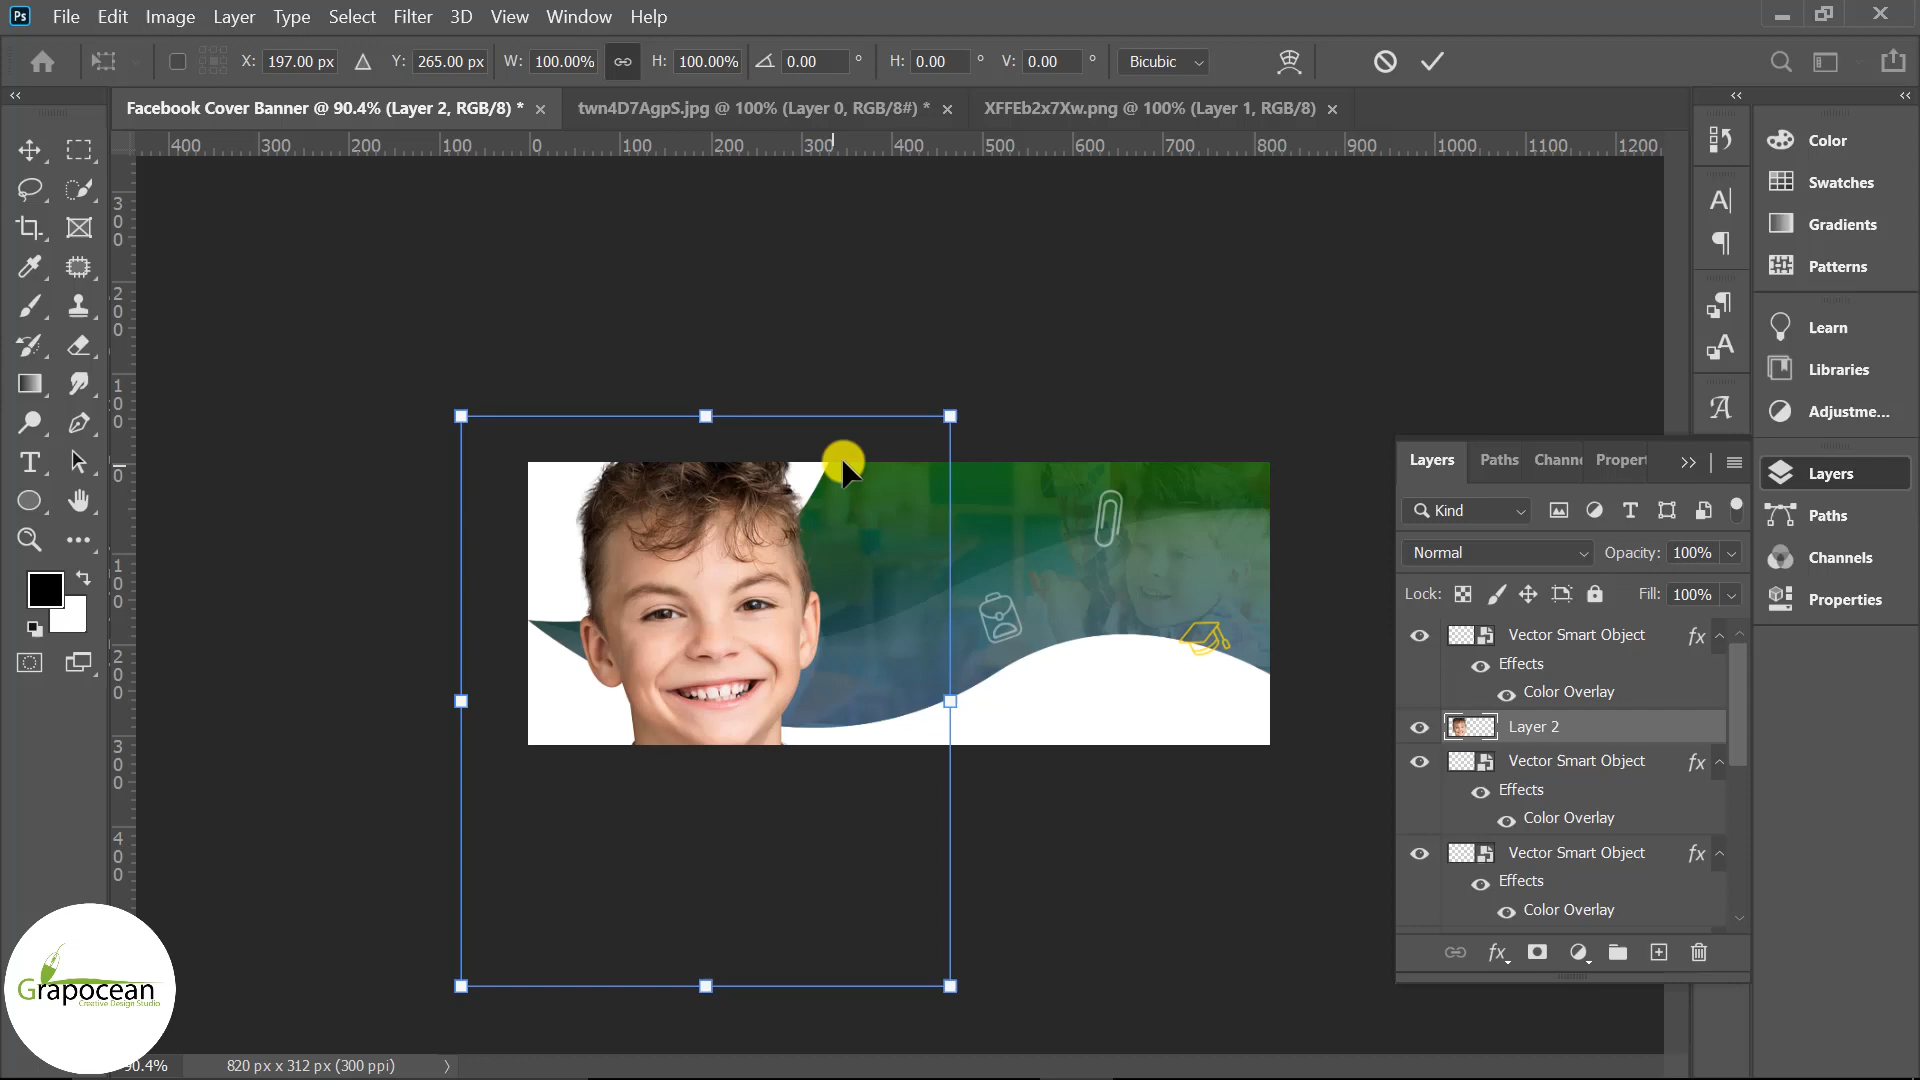 Ps File Edit Image Layer Type Select Filter 3D View Window Help
X: 197.00 px Y: 265.00 px W: 100.00% H: 100.00% 0.00 ° H: 0.00 ° V: 0.00 ° Bicubic
Facebook Cover Banner @ 90.4% (Layer 2, RGB/8) * × twn4D7AgpS.jpg @ 100% (Layer 0, RGB/8#) * × XFFEb2x7Xw.png @ 100% (Layer 1, RGB/8) ×
400 300 200 100 0 100 200 300 400 500 600 700 800 900 1000 1100 1200
300
200
100
0
100
200
300
400
Color
Swatches
Gradients
Patterns
Learn
Libraries
Adjustme...
Layers
Paths
Channels
Properties
Layers Paths Channe Propert
Kind
Normal Opacity: 100%
Lock: Fill: 100%
Vector Smart Object fx
Effects
Color Overlay
Layer 2
Vector Smart Object fx
Effects
Color Overlay
Vector Smart Object fx
Effects
Color Overlay
fx
Grapocean
Creative Design Studio
90.4% 820 px x 312 px (300 ppi)